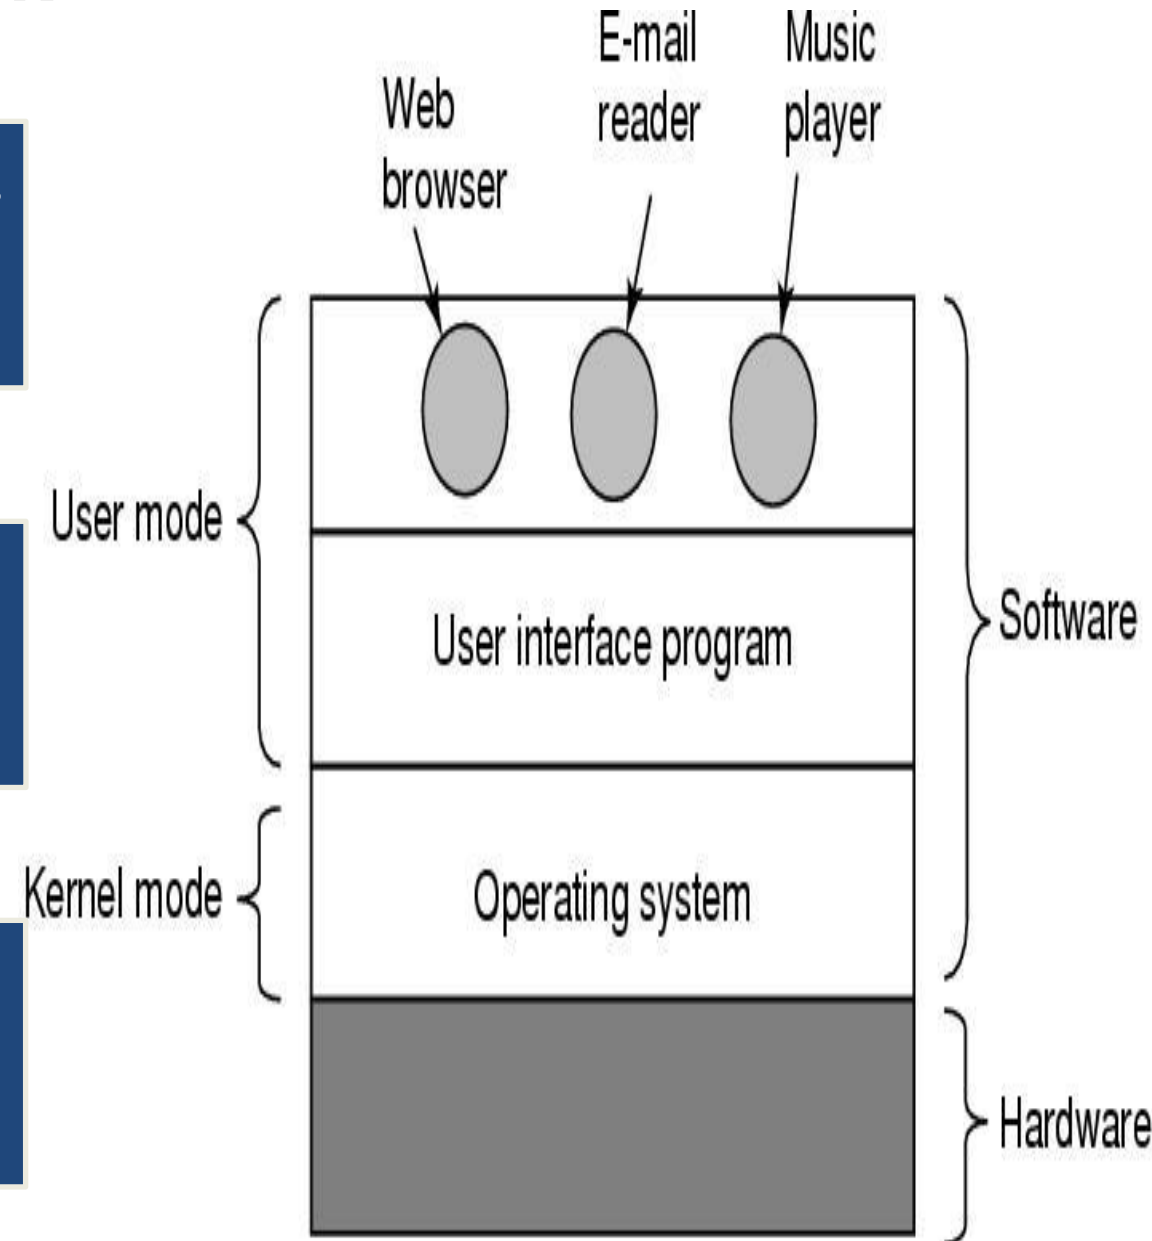 E-mail
reader
Music
player
Web
browser
User mode
User interface program
Software
Kernel mode
Operating system
Hardware